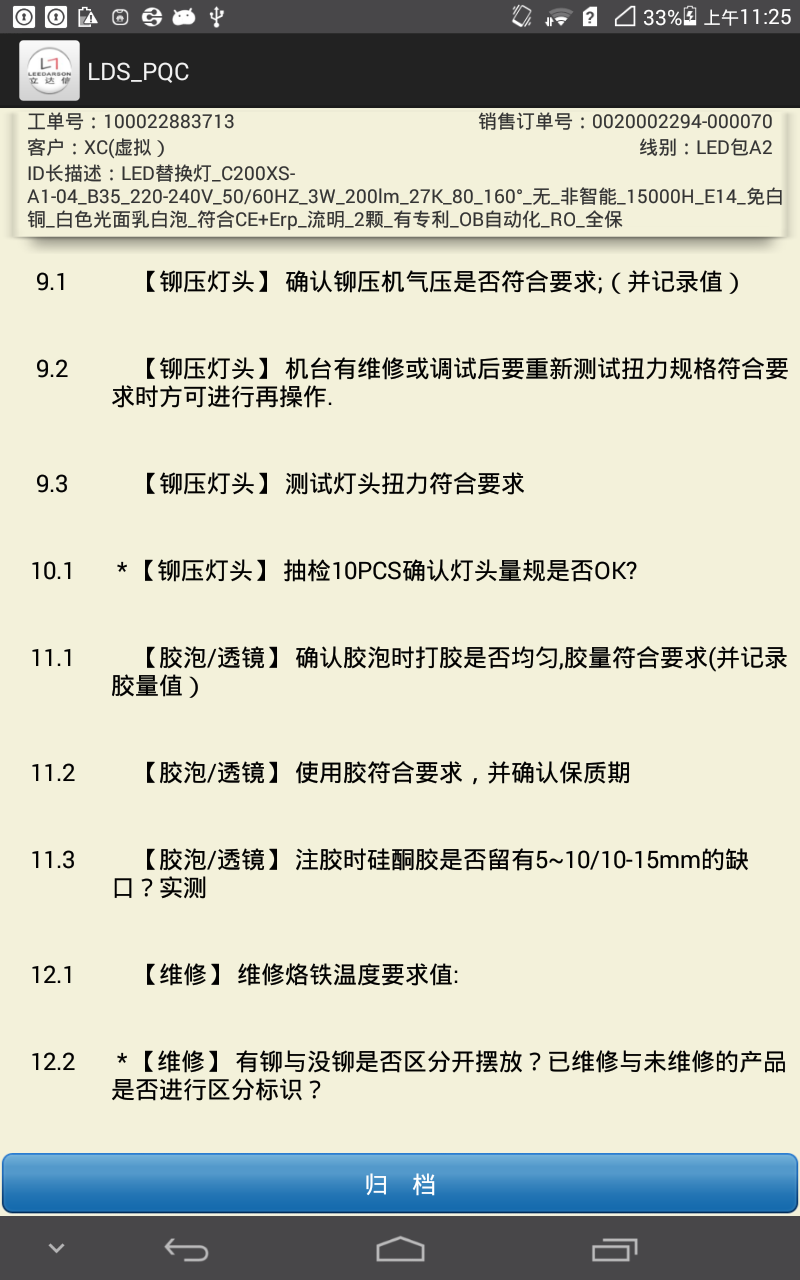 33% 上午11:25
LEEDARSON
立达信
LDS_PQC
工单号：100022883713 销售订单号：0020002294-000070
客户：XC(虚拟） 线别：LED包A2
ID长描述：LED替换灯_C200XS-
A1-04_B35_220-240V_50/60HZ_3W_200lm_27K_80_160°_无_非智能_15000H_E14_免白
铜_白色光面乳白泡_符合CE+Erp_流明_2颗_有专利_OB自动化_RO_全保
9.1 【铆压灯头】确认铆压机气压是否符合要求;（并记录值）
9.2 【铆压灯头】机台有维修或调试后要重新测试扭力规格符合要
求时方可进行再操作.
9.3 【铆压灯头】测试灯头扭力符合要求
10.1 *【铆压灯头】抽检10PCS确认灯头量规是否OK?
11.1 【胶泡/透镜】确认胶泡时打胶是否均匀,胶量符合要求(并记录
胶量值）
11.2 【胶泡/透镜】使用胶符合要求，并确认保质期
11.3 【胶泡/透镜】注胶时硅酮胶是否留有5~10/10-15mm的缺
口？实测
12.1 【维修】维修烙铁温度要求值:
12.2 *【维修】有铆与没铆是否区分开摆放？已维修与未维修的产品
是否进行区分标识？
归 档